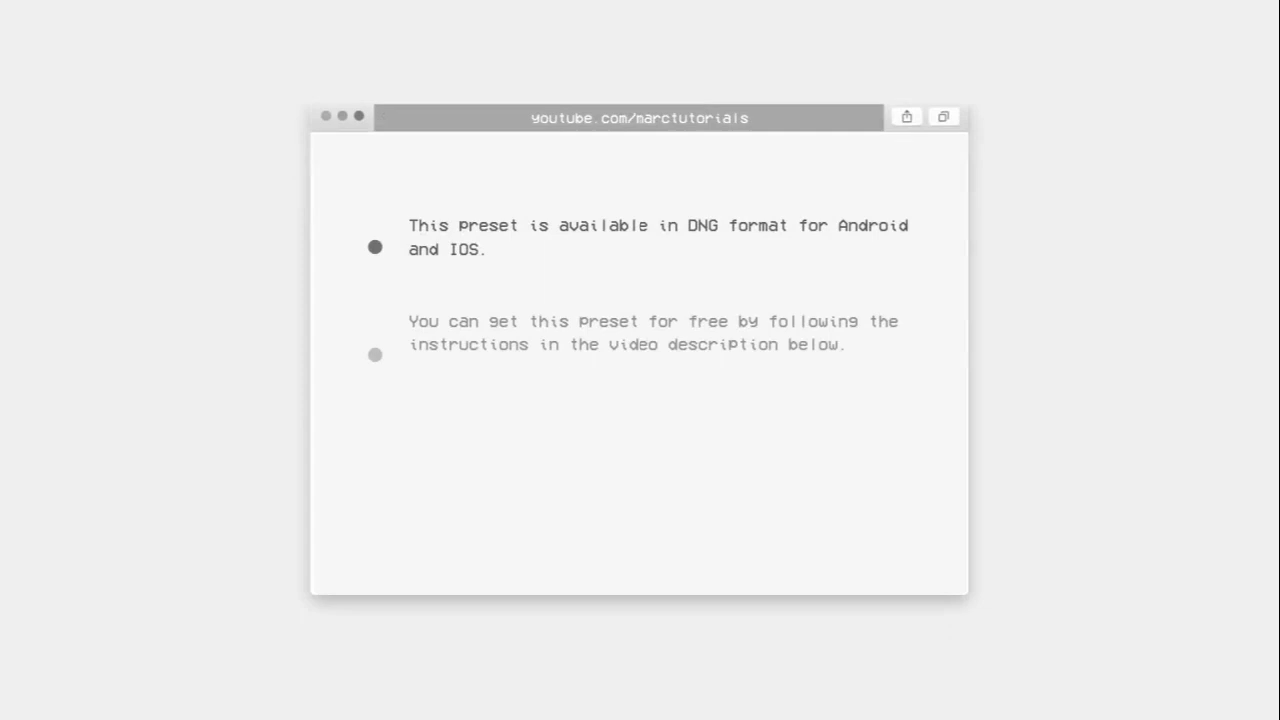 youtube.com/marctutorials
This preset is available in DNG format for Android
and IOS.
You can get this preset for free by following the
instructions in the video description below.